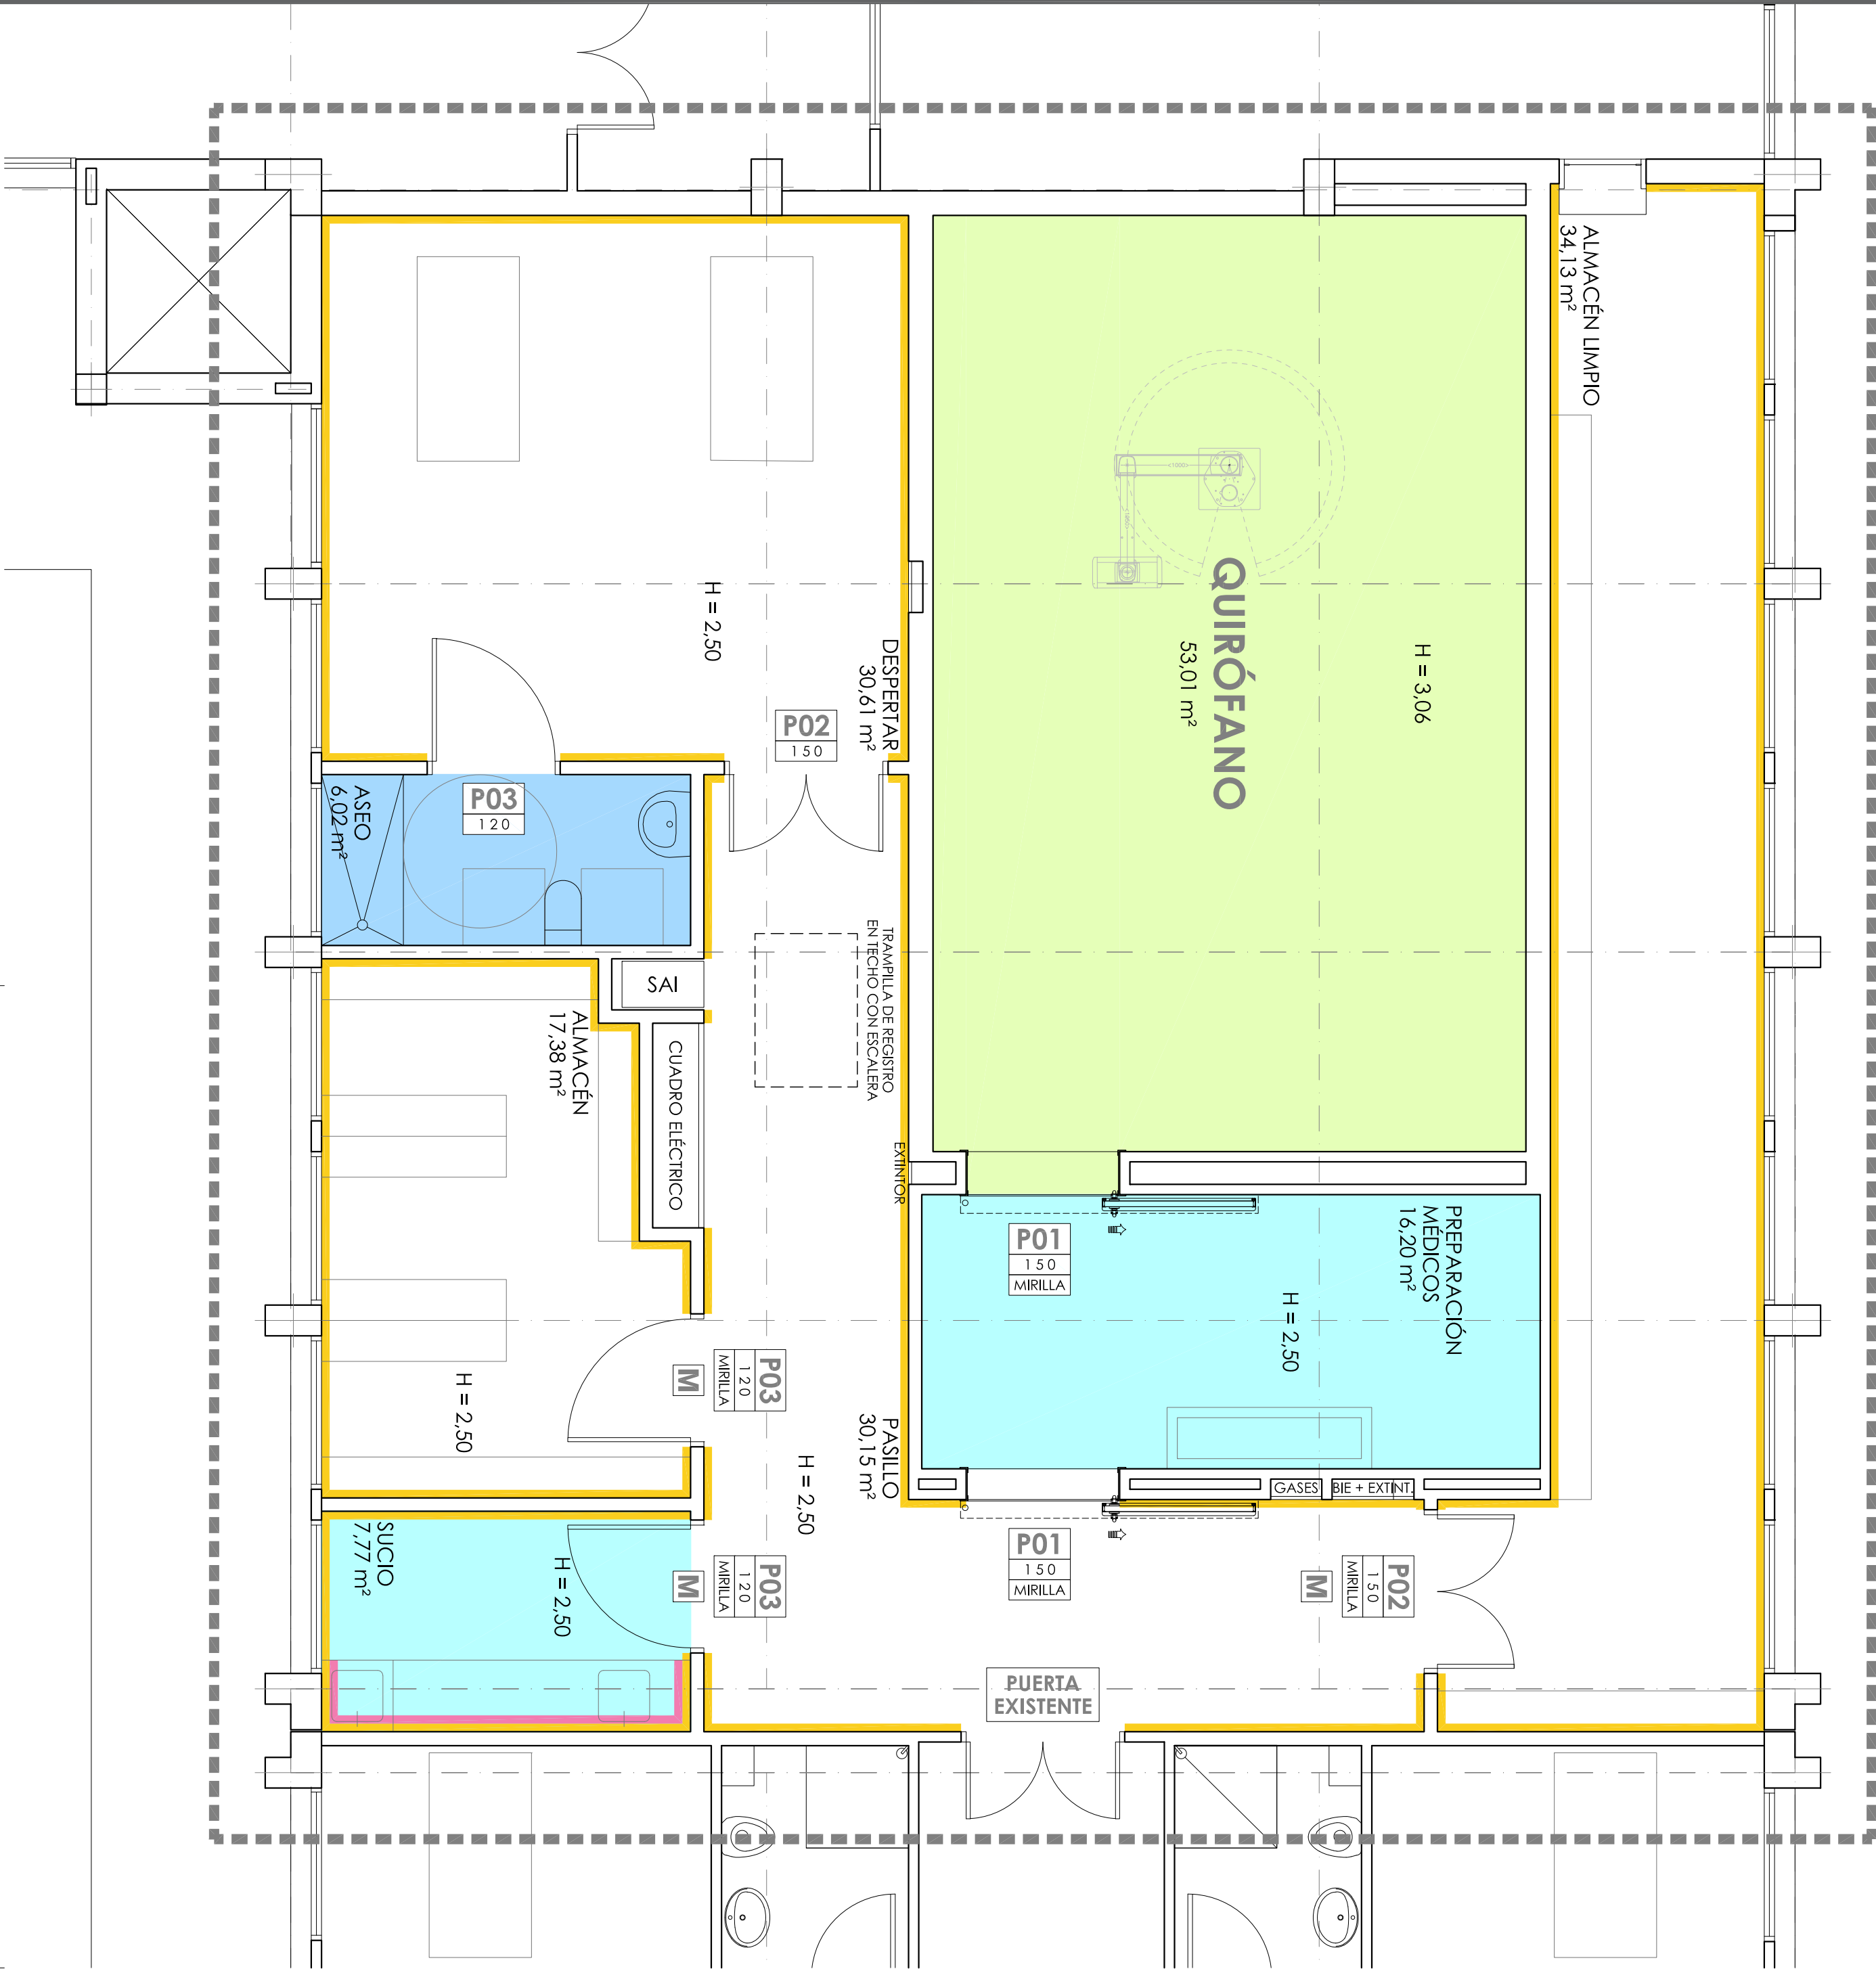 ALMACÉN LIMPIO
34,13 m²
QUIRÓFANO
53,01 m²
H = 3,06
<1000>
H = 2,50
DESPERTAR
30,61 m²
P02
150
ASEO
6,02 m²
P03
120
TRAMPILLA DE REGISTRO
EN TECHO CON ESCALERA
SAI
CUADRO ELÉCTRICO
ALMACÉN
17,38 m²
H = 2,50
EXTINTOR
P01
150
MIRILLA
PREPARACIÓN
MÉDICOS
16,20 m²
H = 2,50
P03
120
MIRILLA
M
PASILLO
30,15 m²
H = 2,50
GASES
BIE + EXTINT.
P01
150
MIRILLA
P02
150
MIRILLA
M
P03
120
MIRILLA
M
SUCIO
7,77 m²
H = 2,50
PUERTA
EXISTENTE